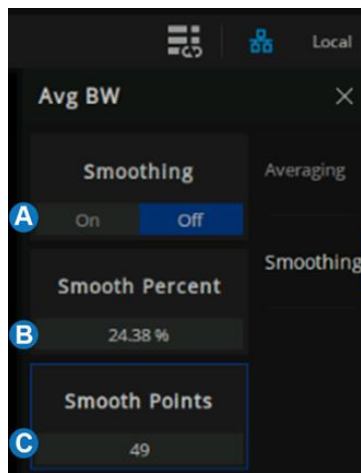 Local
Avg BW ×
Smoothing
Averaging
A On Off
Smoothing
Smooth Percent
B 24.38 %
Smooth Points
C 49